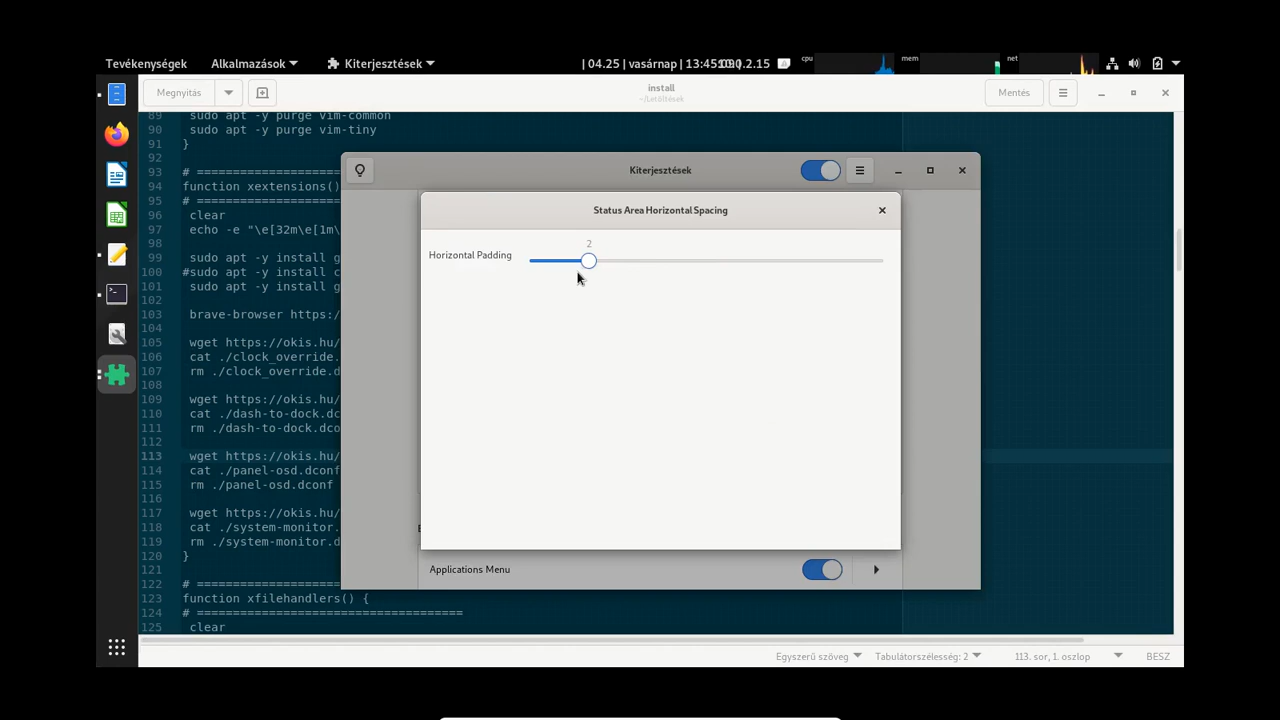 Tevékenységek
Alkalmazások
Kiterjesztések
| 04.25 | vasárnap | 13:45
cpu
mem
net
Megnyitás
install
~/Letöltések
Mentés
89 sudo apt -y purge vim-common
90 sudo apt -y purge vim-tiny
91 }
92
93 # ======================
94 function xextensions()
95 # ======================
96 clear
97 echo -e "\e[32m\e[1m\
98
99 sudo apt -y install g
100 #sudo apt -y install c
101 sudo apt -y install g
102
103 brave-browser https:/
104
105 wget https://okis.hu/
106 cat ./clock_override.
107 rm ./clock_override.d
108
109 wget https://okis.hu/
110 cat ./dash-to-dock.dc
111 rm ./dash-to-dock.dco
112
113 wget https://okis.hu/
114 cat ./panel-osd.dconf
115 rm ./panel-osd.dconf
116
117 wget https://okis.hu/
118 cat ./system-monitor.
119 rm ./system-monitor.d
120 }
121
122 # ======================
123 function xfilehandlers() {
124 # =====================================
125 clear
Kiterjesztések
Status Area Horizontal Spacing
2
Horizontal Padding
Applications Menu
Egyszerű szöveg
Tabulátorszélesség: 2
113. sor, 1. oszlop
BESZ